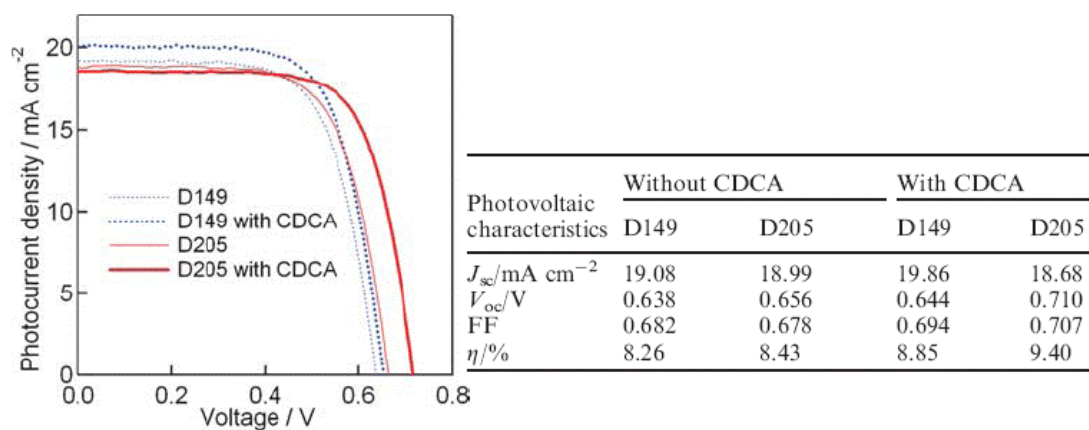 Photocurrent density / mA cm⁻²
20
15
10
5
0
D149
D149 with CDCA
D205
D205 with CDCA
0.0 0.2 0.4 0.6 0.8
Voltage / V
Photovoltaic characteristics Without CDCA With CDCA
D149 D205 D149 D205
Jsc/mA cm⁻² 19.08 18.99 19.86 18.68
Voc/V 0.638 0.656 0.644 0.710
FF 0.682 0.678 0.694 0.707
η/% 8.26 8.43 8.85 9.40